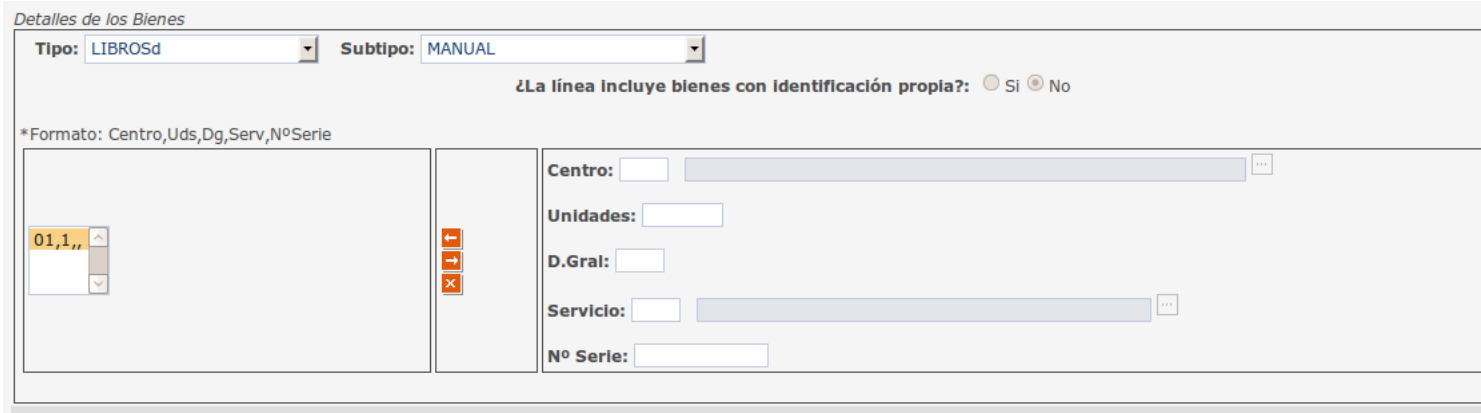 Detalles de los Bienes
Tipo: LIBROSd Subtipo: MANUAL
¿La línea incluye bienes con identificación propia?: Si No
*Formato: Centro,Uds,Dg,Serv,NºSerie
Centro: ...
Unidades:
01,1,,
D.Gral:
Servicio: ...
Nº Serie: